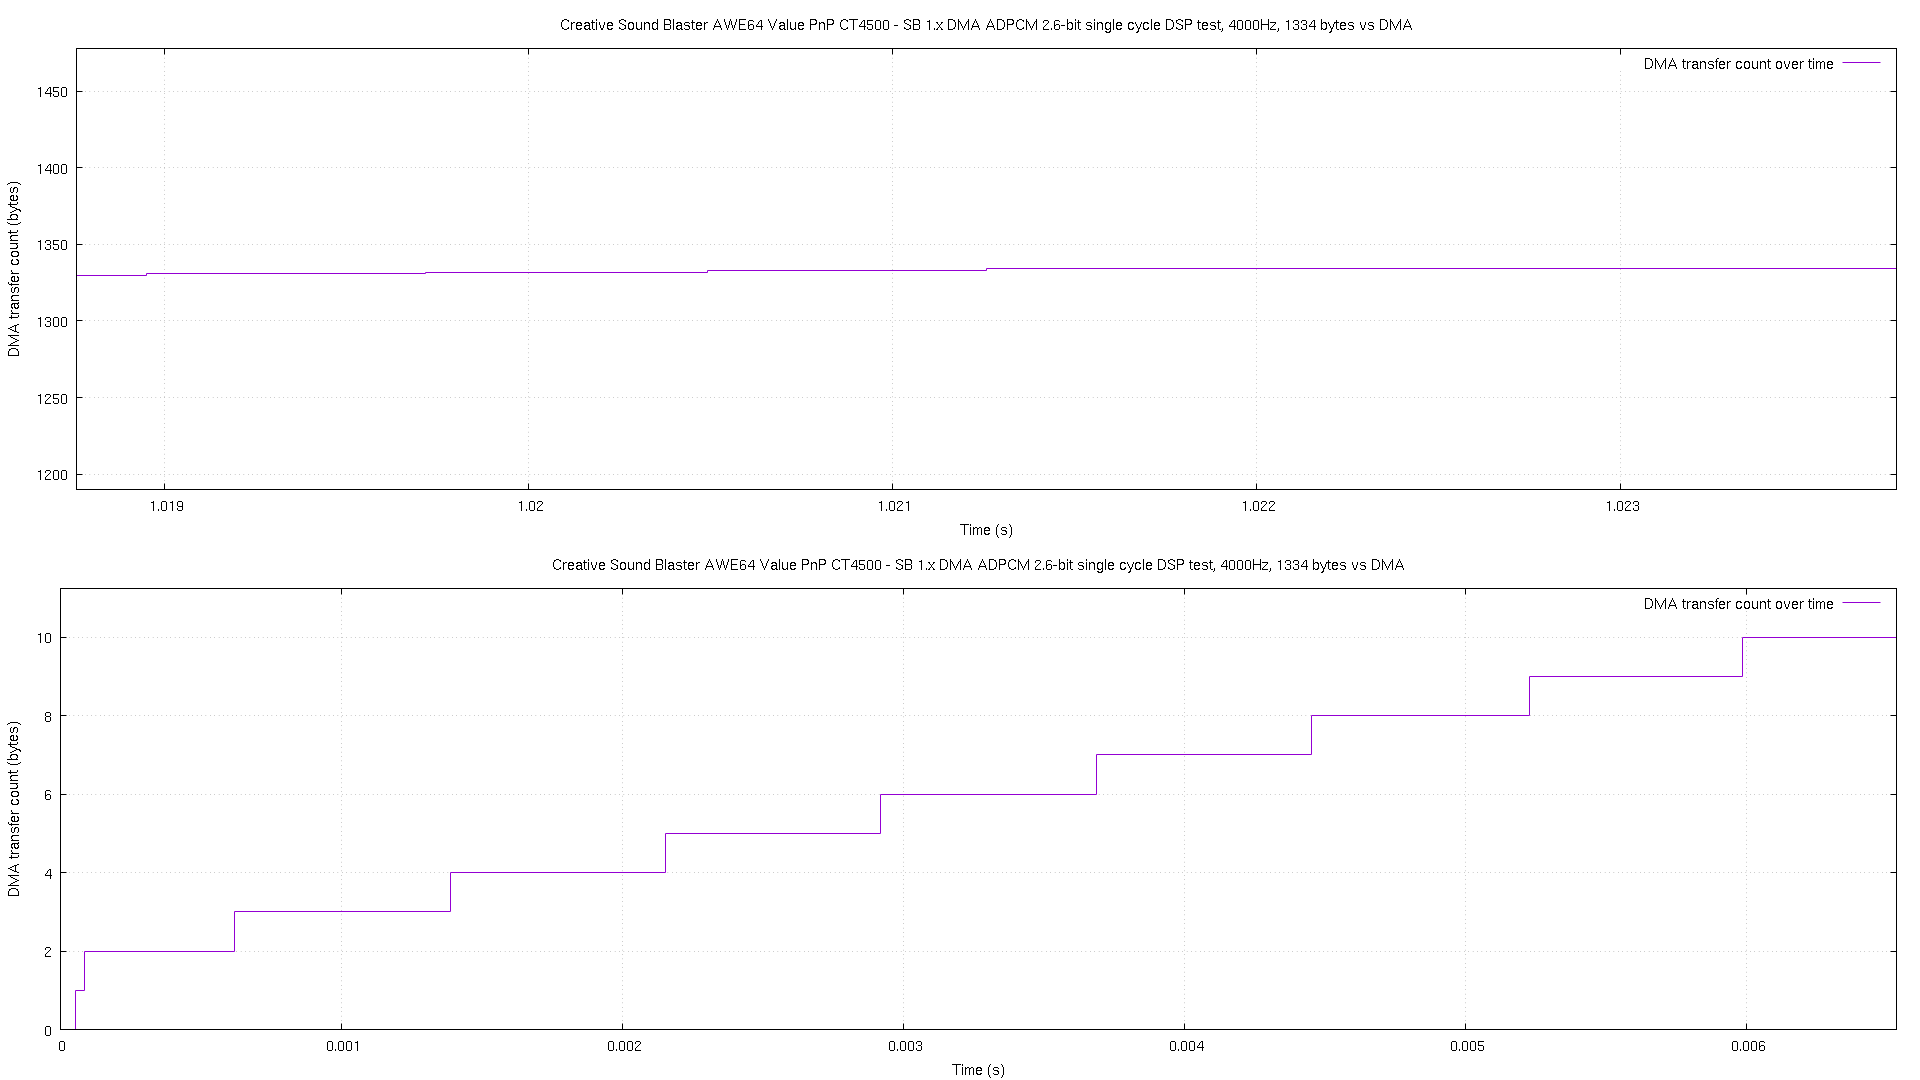 Creative Sound Blaster AWE64 Value PnP CT4500 - SB 1.x DMA ADPCM 2.6-bit single cycle DSP test, 4000Hz, 1334 bytes vs DMA
DMA transfer count over time
1450
1400
1350
1300
1250
1200
DMA transfer count (bytes)
1.019 1.02 1.021 1.022 1.023
Time (s)
Creative Sound Blaster AWE64 Value PnP CT4500 - SB 1.x DMA ADPCM 2.6-bit single cycle DSP test, 4000Hz, 1334 bytes vs DMA
DMA transfer count over time
10
8
6
4
2
0
DMA transfer count (bytes)
0 0.001 0.002 0.003 0.004 0.005 0.006
Time (s)